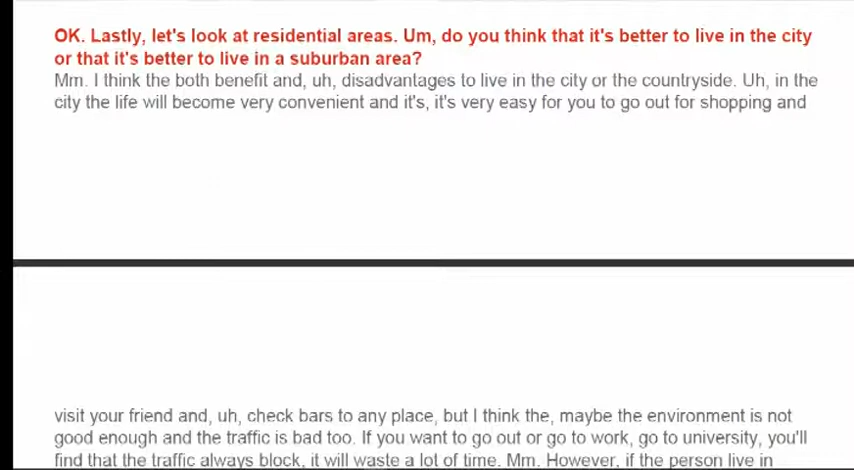 OK. Lastly, let's look at residential areas. Um, do you think that it's better to live in the city
or that it's better to live in a suburban area?
Mm. I think the both benefit and, uh, disadvantages to live in the city or the countryside. Uh, in the
city the life will become very convenient and it's, it's very easy for you to go out for shopping and
visit your friend and, uh, check bars to any place, but I think the, maybe the environment is not
good enough and the traffic is bad too. If you want to go out or go to work, go to university, you'll
find that the traffic always block, it will waste a lot of time. Mm. However, if the person live in